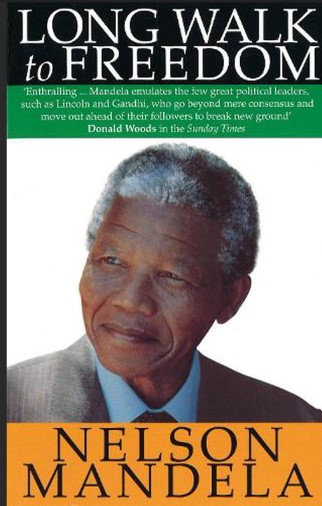 LONG WALK
to FREEDOM
'Enthralling ... Mandela emulates the few great political leaders,
such as Lincoln and Gandhi, who go beyond mere consensus and
move out ahead of their followers to break new ground'
Donald Woods in the Sunday Times
NELSON
MANDELA